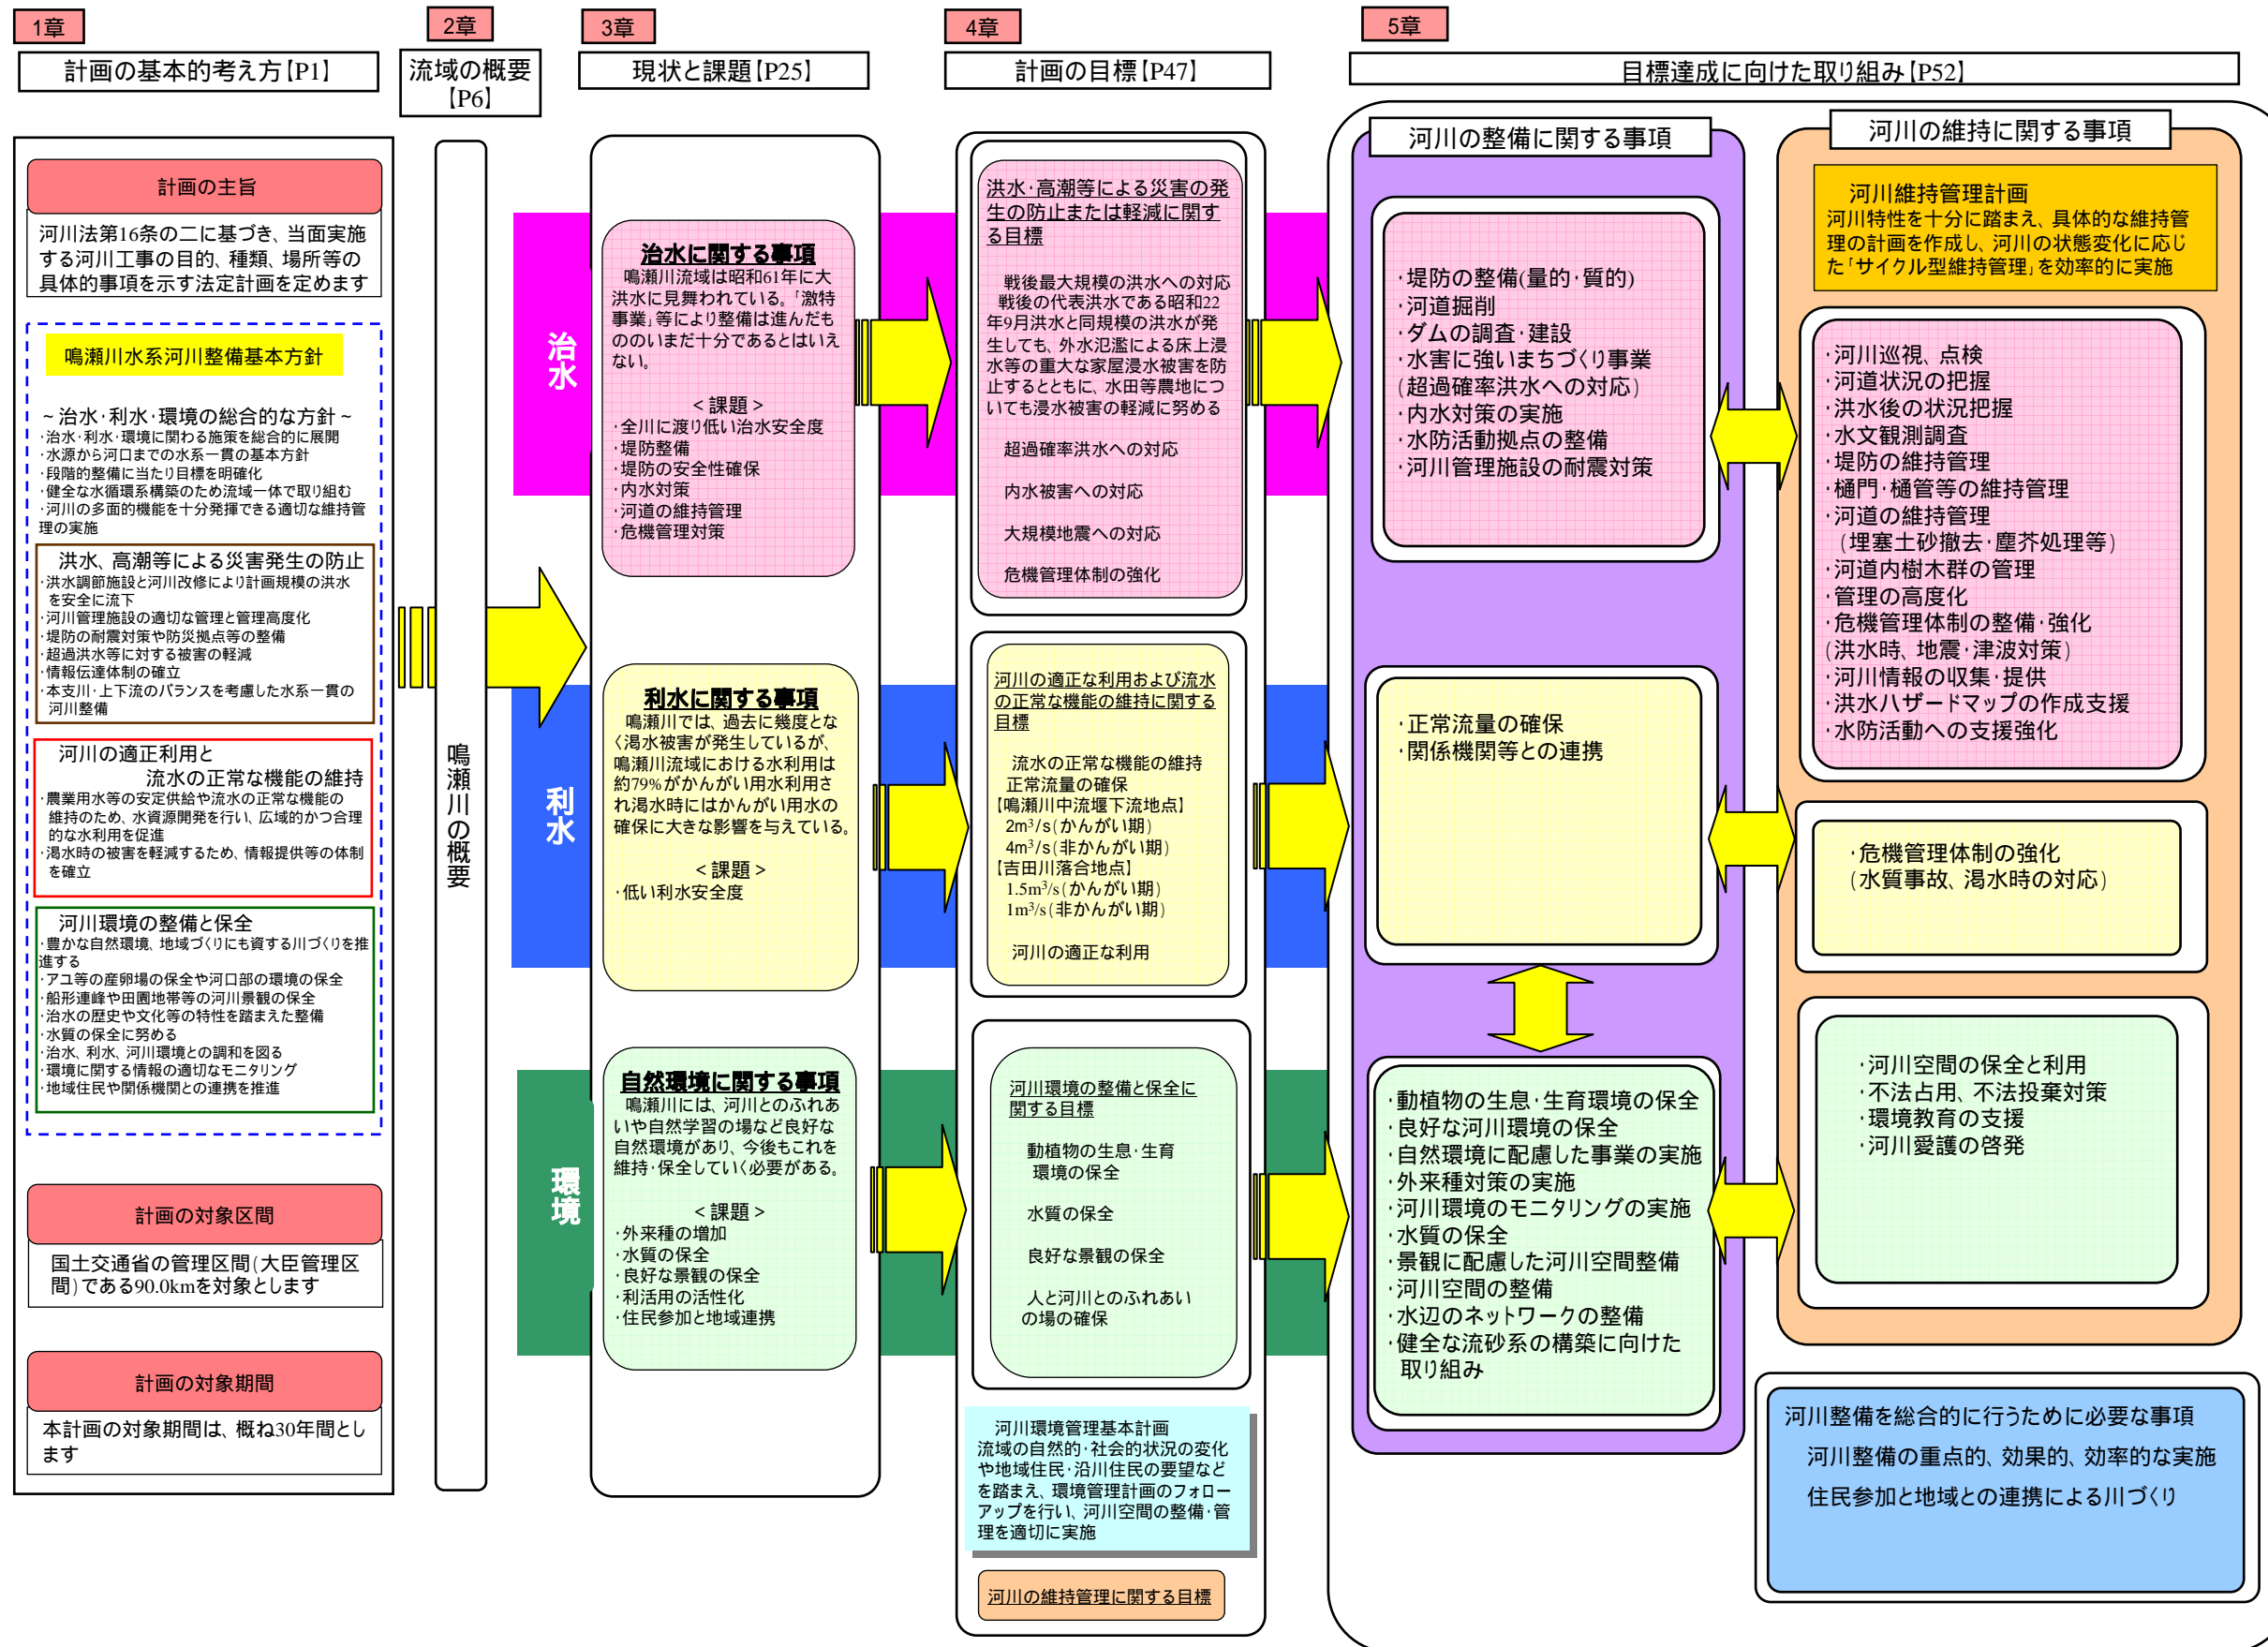 1章
計画の基本的考え方【P1】
計画の主旨
河川法第16条の二に基づき、当面実施
する河川工事の目的、種類、場所等の
具体的事項を示す法定計画を定めます
鳴瀬川水系河川整備基本方針
~治水・利水・環境の総合的な方針~
・治水・利水・環境に関わる施策を総合的に展開
・水源から河口までの水系一貫の基本方針
・段階的整備に当たり目標を明確化
・健全な水循環系構築のため流域一体で取り組む
・河川の多面的機能を十分発揮できる適切な維持管
理の実施
洪水、高潮等による災害発生の防止
・洪水調節施設と河川改修により計画規模の洪水
を安全に流下
・河川管理施設の適切な管理と管理高度化
・堤防の耐震対策や防災拠点等の整備
・超過洪水等に対する被害の軽減
・情報伝達体制の確立
・本支川・上下流のバランスを考慮した水系一貫の
河川整備
河川の適正利用と
流水の正常な機能の維持
・農業用水等の安定供給や流水の正常な機能の
維持のため、水資源開発を行い、広域的かつ合理
的な水利用を促進
・渇水時の被害を軽減するため、情報提供等の体制
を確立
河川環境の整備と保全
・豊かな自然環境、地域づくりにも資する川づくりを推
進する
・アユ等の産卵場の保全や河口部の環境の保全
・船形連峰や田園地帯等の河川景観の保全
・治水の歴史や文化等の特性を踏まえた整備
・水質の保全に努める
・治水、利水、河川環境との調和を図る
・環境に関する情報の適切なモニタリング
・地域住民や関係機関との連携を推進
計画の対象区間
国土交通省の管理区間(大臣管理区
間)である90.0kmを対象とします
計画の対象期間
本計画の対象期間は、概ね30年間とし
ます
2章
流域の概要
【P6】
鳴瀬川の概要
3章
現状と課題【P25】
治水
治水に関する事項
鳴瀬川流域は昭和61年に大
洪水に見舞われている。「激特
事業」等により整備は進んだも
ののいまだ十分であるとはいえ
ない。
<課題>
・全川に渡り低い治水安全度
・堤防整備
・堤防の安全性確保
・内水対策
・河道の維持管理
・危機管理対策
利水
利水に関する事項
鳴瀬川では、過去に幾度とな
く渇水被害が発生しているが、
鳴瀬川流域における水利用は
約79%がかんがい用水利用さ
れ渇水時にはかんがい用水の
確保に大きな影響を与えている。
<課題>
・低い利水安全度
環境
自然環境に関する事項
鳴瀬川には、河川とのふれあ
いや自然学習の場など良好な
自然環境があり、今後もこれを
維持・保全していく必要がある。
<課題>
・外来種の増加
・水質の保全
・良好な景観の保全
・利活用の活性化
・住民参加と地域連携
4章
計画の目標【P47】
洪水・高潮等による災害の発
生の防止または軽減に関す
る目標
戦後最大規模の洪水への対応
戦後の代表洪水である昭和22
年9月洪水と同規模の洪水が発
生しても、外水氾濫による床上浸
水等の重大な家屋浸水被害を防
止するとともに、水田等農地につ
いても浸水被害の軽減に努める
超過確率洪水への対応
内水被害への対応
大規模地震への対応
危機管理体制の強化
河川の適正な利用および流水
の正常な機能の維持に関する
目標
流水の正常な機能の維持
正常流量の確保
【鳴瀬川中流堰下流地点】
2m³/s(かんがい期)
4m³/s(非かんがい期)
【吉田川落合地点】
1.5m³/s(かんがい期)
1m³/s(非かんがい期)
河川の適正な利用
河川環境の整備と保全に
関する目標
動植物の生息・生育
環境の保全
水質の保全
良好な景観の保全
人と河川とのふれあい
の場の確保
河川環境管理基本計画
流域の自然的・社会的状況の変化
や地域住民・沿川住民の要望など
を踏まえ、環境管理計画のフォロー
アップを行い、河川空間の整備・管
理を適切に実施
河川の維持管理に関する目標
5章
目標達成に向けた取り組み【P52】
河川の整備に関する事項
・堤防の整備(量的・質的)
・河道掘削
・ダムの調査・建設
・水害に強いまちづくり事業
(超過確率洪水への対応)
・内水対策の実施
・水防活動拠点の整備
・河川管理施設の耐震対策
・正常流量の確保
・関係機関等との連携
・動植物の生息・生育環境の保全
・良好な河川環境の保全
・自然環境に配慮した事業の実施
・外来種対策の実施
・河川環境のモニタリングの実施
・水質の保全
・景観に配慮した河川空間整備
・河川空間の整備
・水辺のネットワークの整備
・健全な流砂系の構築に向けた
取り組み
河川の維持に関する事項
河川維持管理計画
河川特性を十分に踏まえ、具体的な維持管
理の計画を作成し、河川の状態変化に応じ
た「サイクル型維持管理」を効率的に実施
・河川巡視、点検
・河道状況の把握
・洪水後の状況把握
・水文観測調査
・堤防の維持管理
・樋門・樋管等の維持管理
・河道の維持管理
(埋塞土砂撤去・塵芥処理等)
・河道内樹木群の管理
・管理の高度化
・危機管理体制の整備・強化
(洪水時、地震・津波対策)
・河川情報の収集・提供
・洪水ハザードマップの作成支援
・水防活動への支援強化
・危機管理体制の強化
(水質事故、渇水時の対応)
・河川空間の保全と利用
・不法占用、不法投棄対策
・環境教育の支援
・河川愛護の啓発
河川整備を総合的に行うために必要な事項
河川整備の重点的、効果的、効率的な実施
住民参加と地域との連携による川づくり